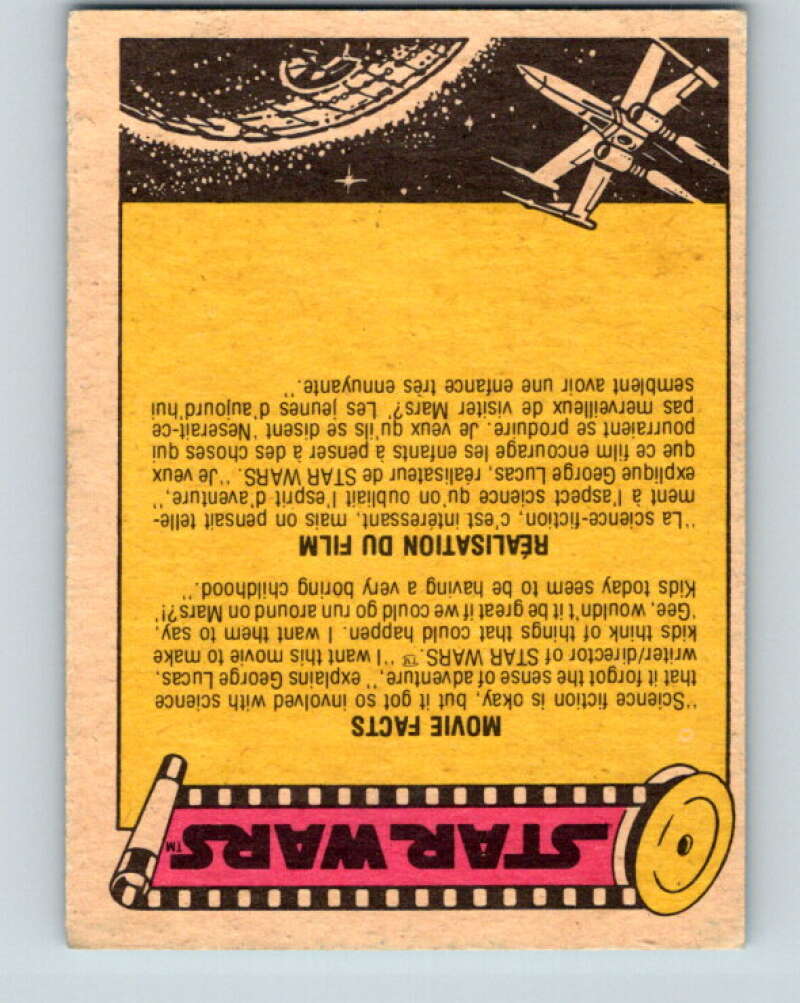 STAR WARS™
MOVIE FACTS
"Science fiction is okay, but it got so involved with science
that it forgot the sense of adventure," explains George Lucas,
writer/director of STAR WARS.™ "I want this movie to make
kids think of things that could happen. I want them to say,
'Gee, wouldn't it be great if we could go run around on Mars?!'
Kids today seem to be having a very boring childhood."
RÉALISATION DU FILM
"La science-fiction, c'est intéressant, mais on pensait telle-
ment à l'aspect science qu'on oubliait l'esprit d'aventure,"
explique George Lucas, réalisateur de STAR WARS. "Je veux
que ce film encourage les enfants à penser à des choses qui
pourraient se produire. Je veux qu'ils se disent 'Neserait-ce
pas merveilleux de visiter Mars?' Les jeunes d'aujourd'hui
semblent avoir une enfance très ennuyante."